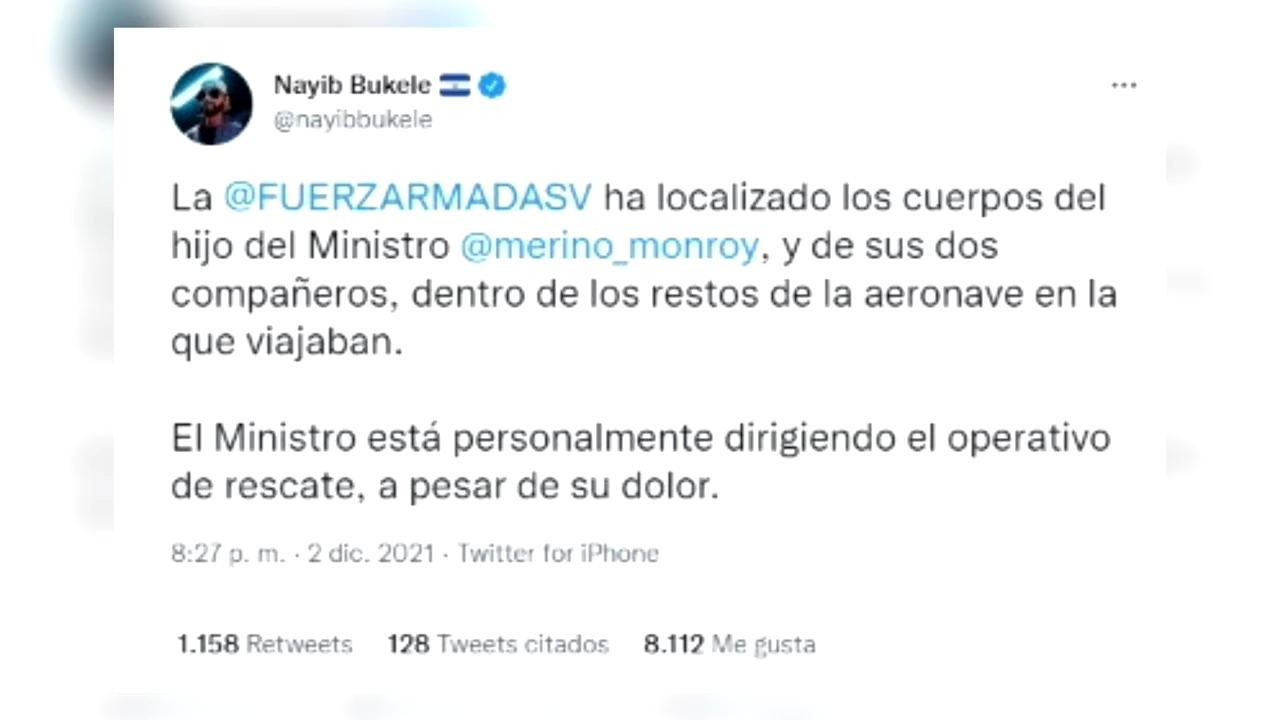 Nayib Bukele
@nayibbukele
La @FUERZARMADASV ha localizado los cuerpos del
hijo del Ministro @merino_monroy, y de sus dos
compañeros, dentro de los restos de la aeronave en la
que viajaban.
El Ministro está personalmente dirigiendo el operativo
de rescate, a pesar de su dolor.
8:27 p. m. · 2 dic. 2021 · Twitter for iPhone
1.158 Retweets 128 Tweets citados 8.112 Me gusta